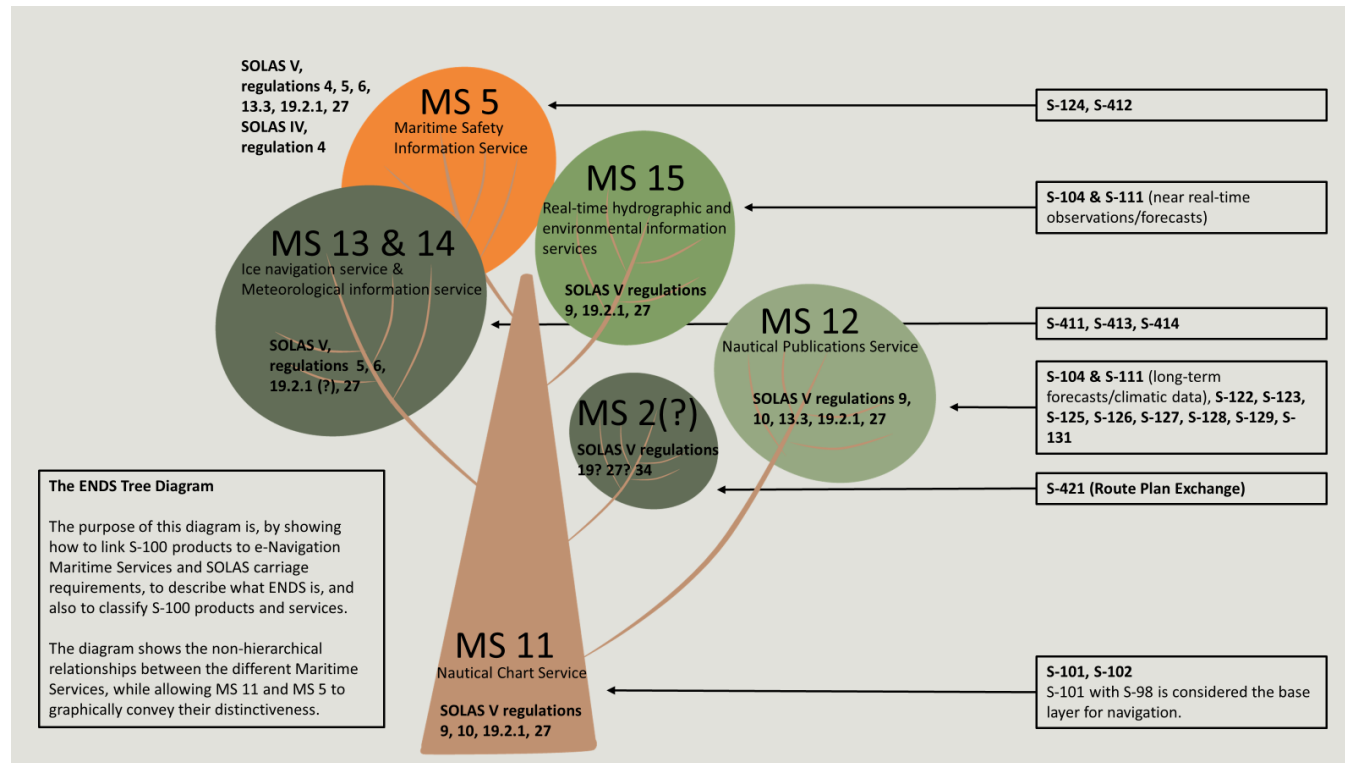 SOLAS V,
regulations 4, 5, 6,
13.3, 19.2.1, 27
SOLAS IV,
regulation 4
MS 5
Maritime Safety
Information Service
S-124, S-412
MS 15
Real-time hydrographic and
environmental information
services
SOLAS V regulations
9, 19.2.1, 27
S-104 & S-111 (near real-time
observations/forecasts)
MS 13 & 14
Ice navigation service &
Meteorological information service
SOLAS V,
regulations 5, 6,
19.2.1 (?), 27
S-411, S-413, S-414
MS 12
Nautical Publications Service
SOLAS V regulations 9,
10, 13.3, 19.2.1, 27
S-104 & S-111 (long-term
forecasts/climatic data), S-122, S-123,
S-125, S-126, S-127, S-128, S-129, S-
131
MS 2(?)
SOLAS V regulations
19? 27? 34
S-421 (Route Plan Exchange)
The ENDS Tree Diagram
The purpose of this diagram is, by showing
how to link S-100 products to e-Navigation
Maritime Services and SOLAS carriage
requirements, to describe what ENDS is, and
also to classify S-100 products and services.
The diagram shows the non-hierarchical
relationships between the different Maritime
Services, while allowing MS 11 and MS 5 to
graphically convey their distinctiveness.
MS 11
Nautical Chart Service
SOLAS V regulations
9, 10, 19.2.1, 27
S-101, S-102
S-101 with S-98 is considered the base
layer for navigation.